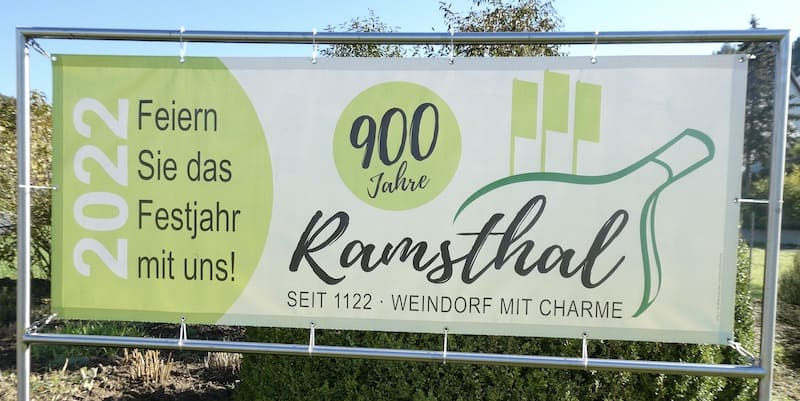 2022
Feiern
Sie das
Festjahr
mit uns!
900
Jahre
Ramsthal
SEIT 1122 · WEINDORF MIT CHARME